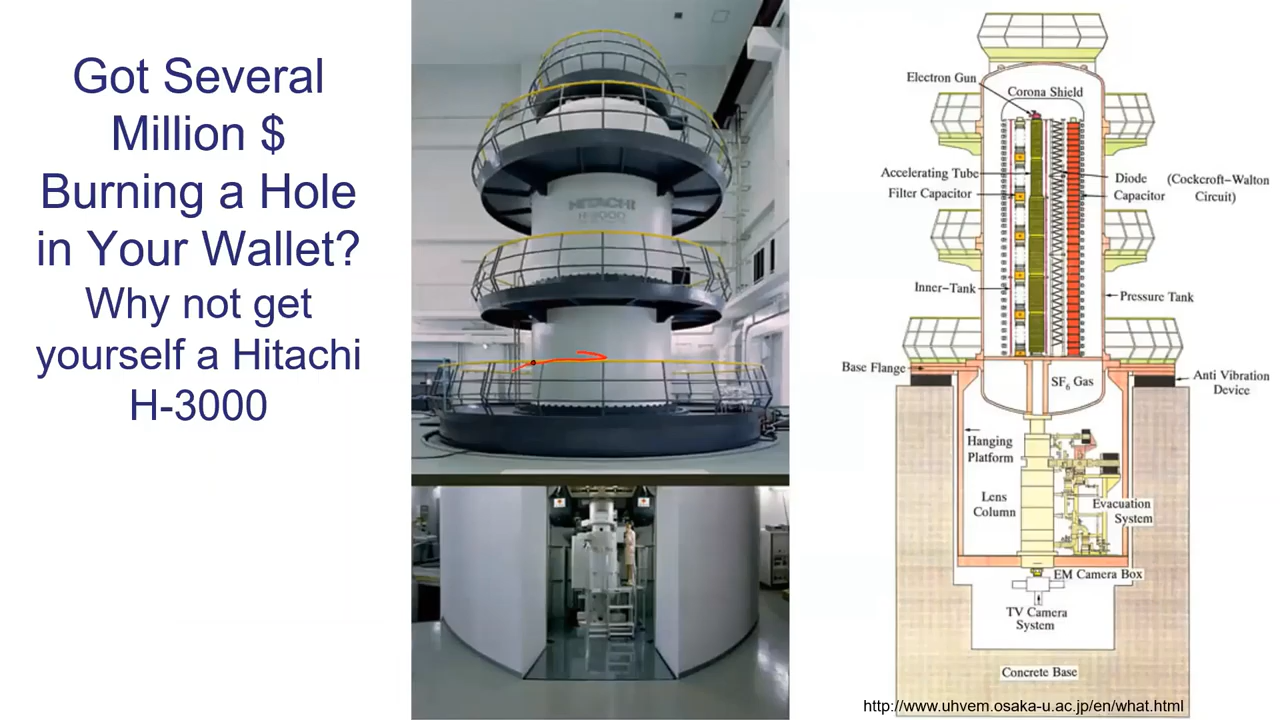 Got Several
Million $
Burning a Hole
in Your Wallet?
Why not get
yourself a Hitachi
H-3000
HITACHI
H-3000
Electron Gun
Corona Shield
Accelerating Tube
Filter Capacitor
Diode
Capacitor
(Cockcroft-Walton
Circuit)
Inner-Tank
Pressure Tank
Base Flange
SF6 Gas
Anti Vibration
Device
Hanging
Platform
Lens
Column
Evacuation
System
EM Camera Box
TV Camera
System
Concrete Base
http://www.uhvem.osaka-u.ac.jp/en/what.html